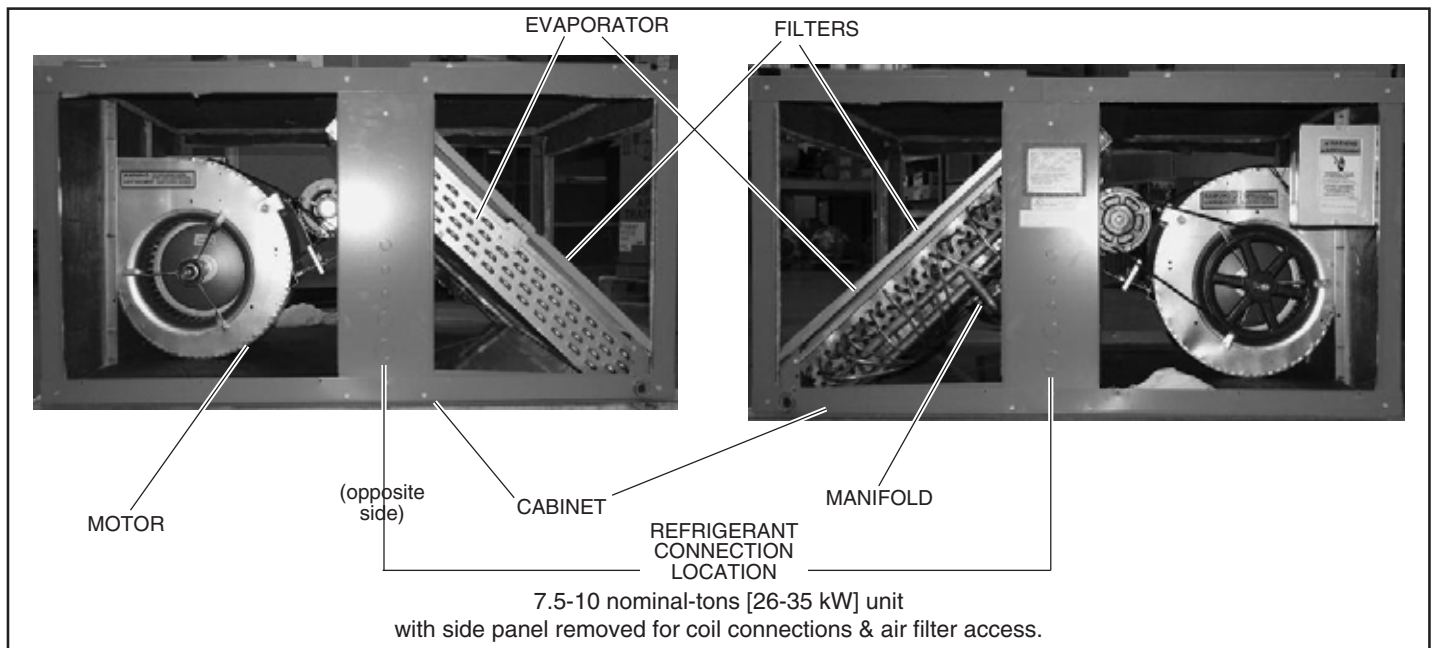 EVAPORATOR
FILTERS
MOTOR
(opposite
side)
CABINET
MANIFOLD
REFRIGERANT
CONNECTION
LOCATION
7.5-10 nominal-tons [26-35 kW] unit
with side panel removed for coil connections & air filter access.